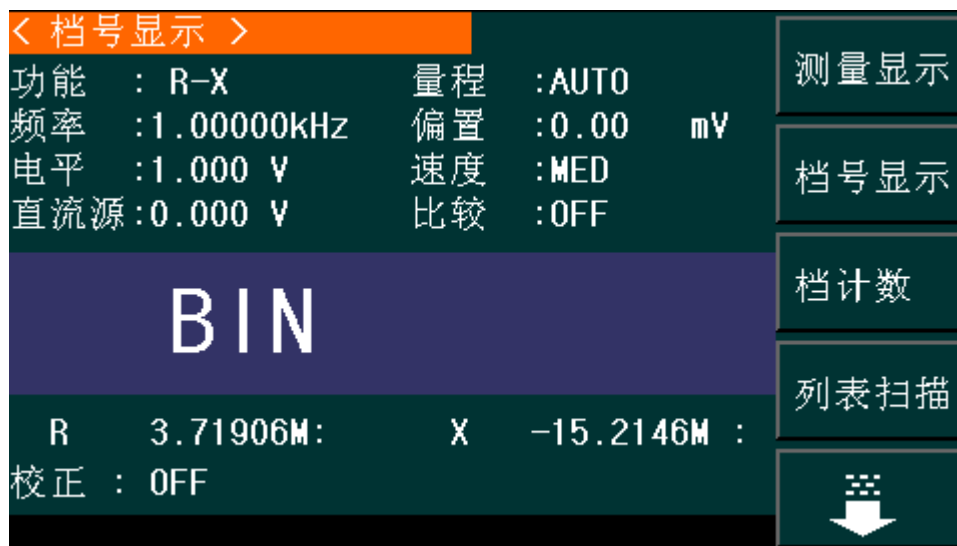 < 档号显示 >
功能 : R-X 量程 :AUTO
频率 :1.00000kHz 偏置 :0.00 mV
电平 :1.000 V 速度 :MED
直流源:0.000 V 比较 :OFF
BIN
R 3.71906M: X -15.2146M :
校正 : OFF
测量显示
档号显示
档计数
列表扫描